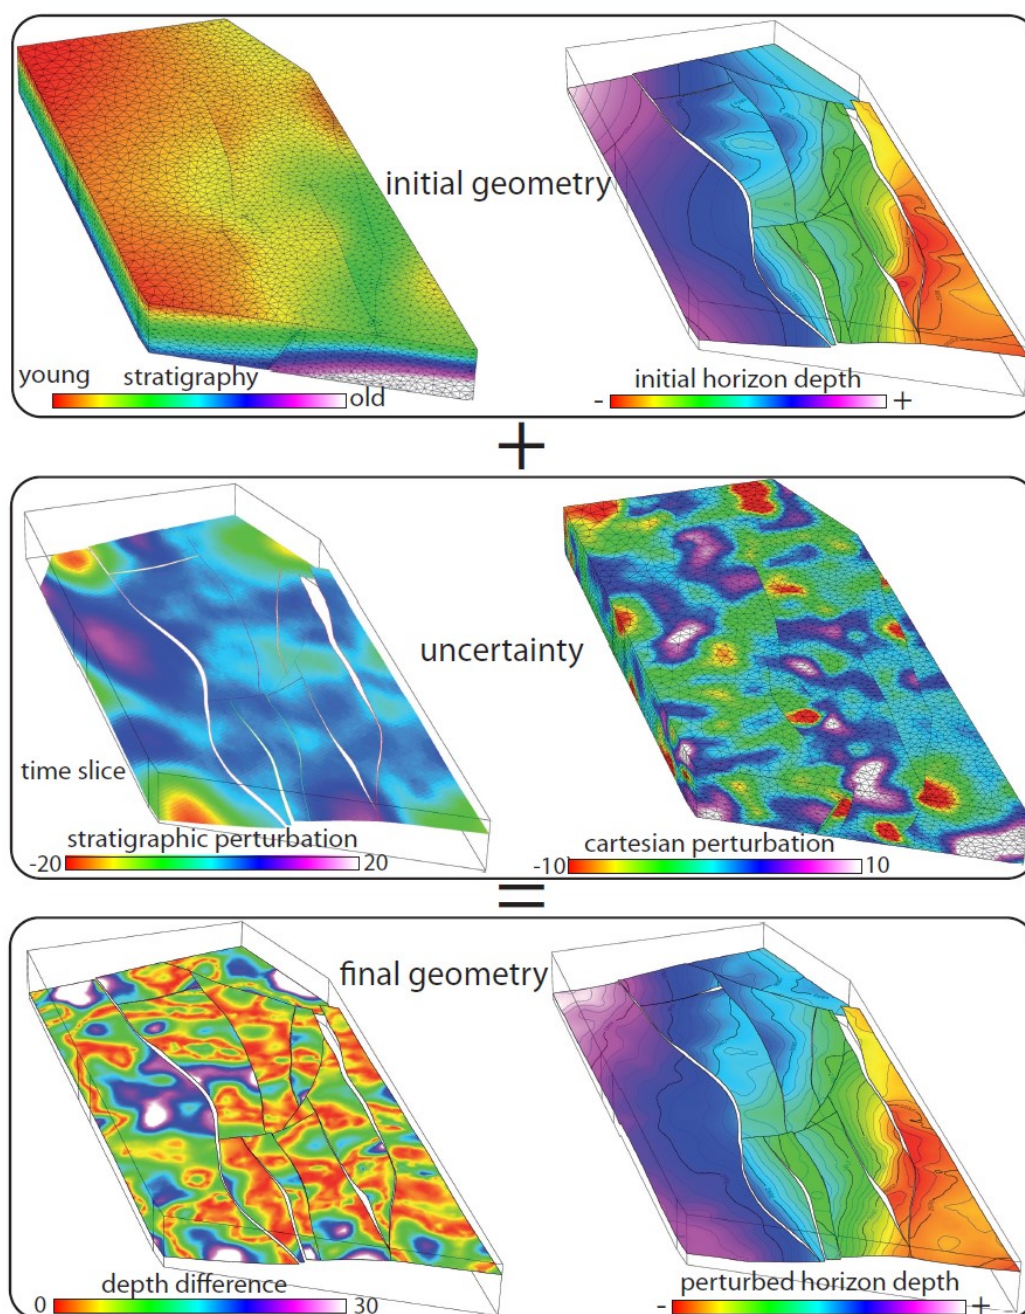 initial geometry
young stratigraphy old
initial horizon depth
- +
+
uncertainty
time slice
stratigraphic perturbation
-20 20
cartesian perturbation
-10 10
=
final geometry
depth difference
0 30
perturbed horizon depth
- +